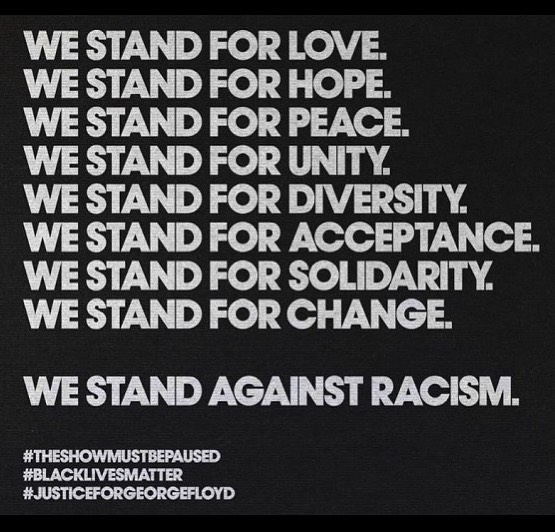 WE STAND FOR LOVE.
WE STAND FOR HOPE.
WE STAND FOR PEACE.
WE STAND FOR UNITY.
WE STAND FOR DIVERSITY.
WE STAND FOR ACCEPTANCE.
WE STAND FOR SOLIDARITY.
WE STAND FOR CHANGE.
WE STAND AGAINST RACISM.
#THESHOWMUSTBEPAUSED
#BLACKLIVESMATTER
#JUSTICEFORGEORGEFLOYD